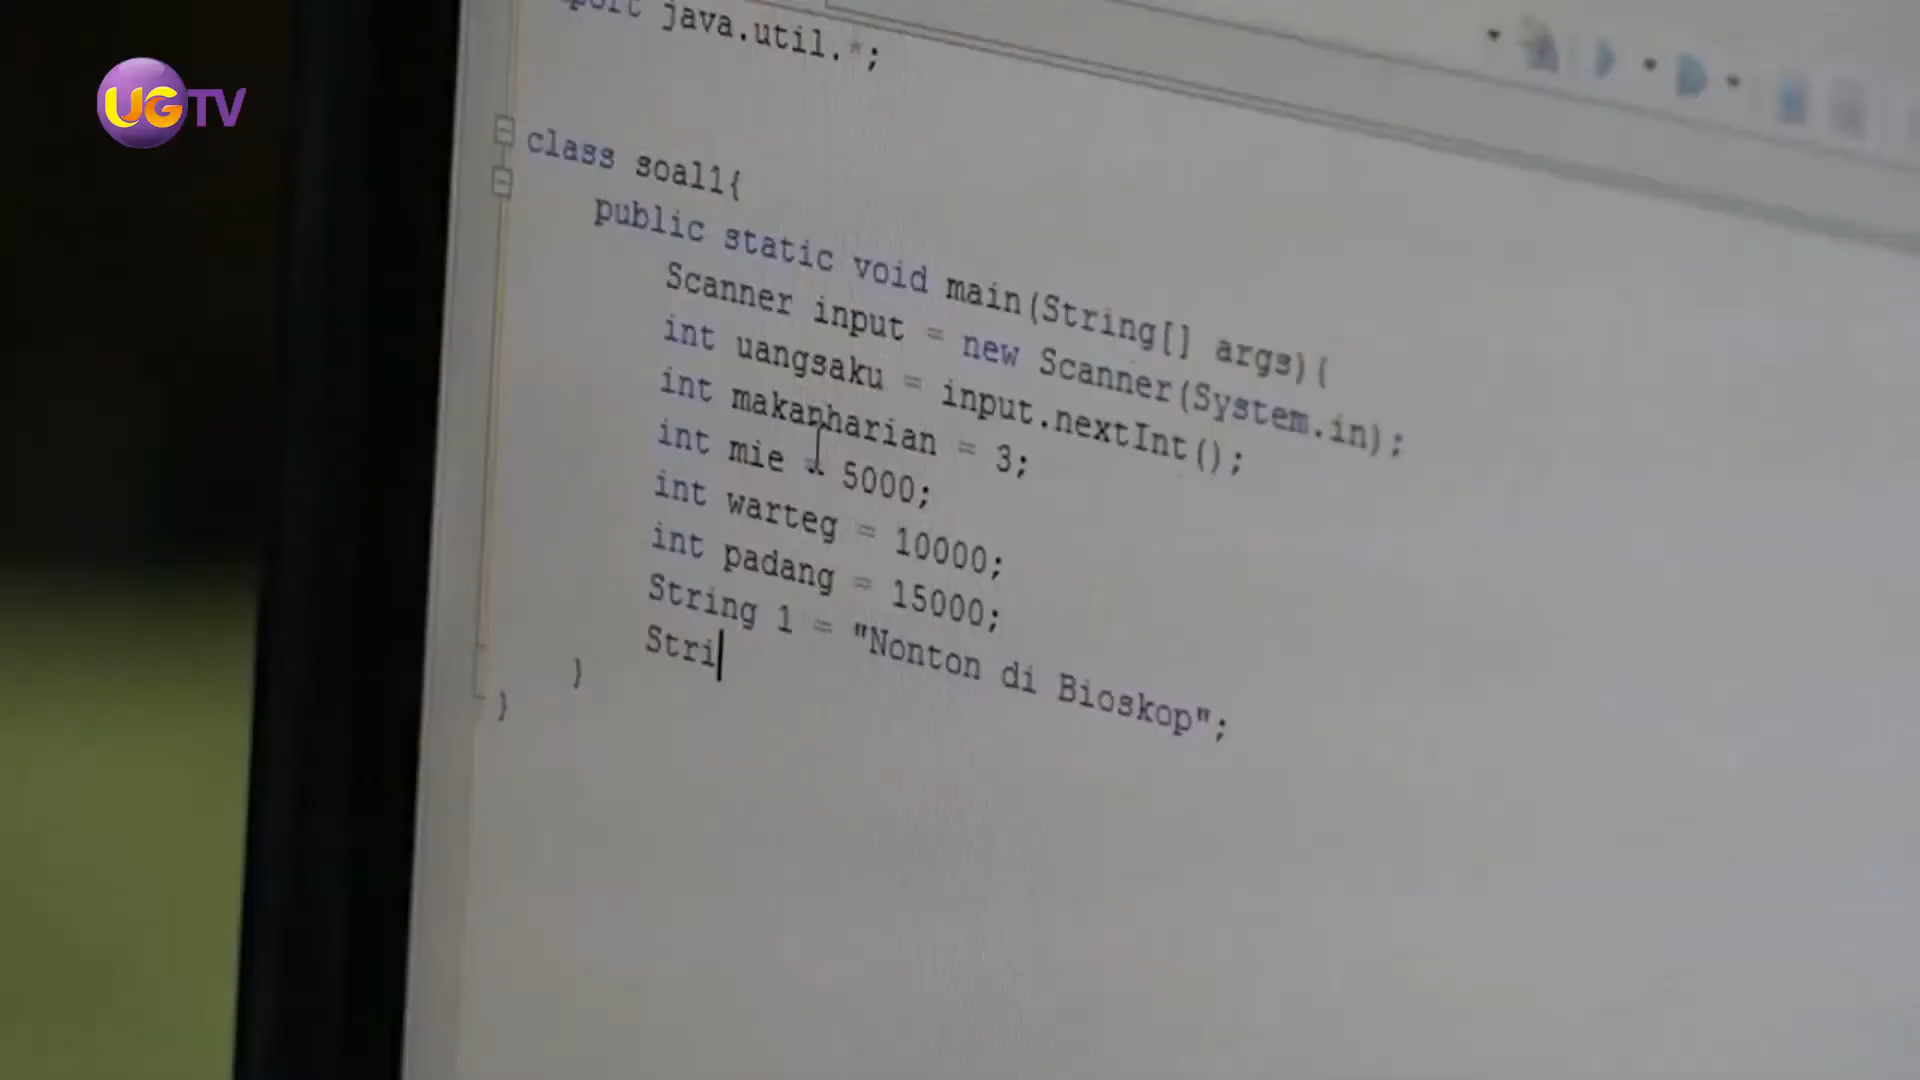 UGTV
import java.util.*;
class soal1{
public static void main(String[] args){
Scanner input = new Scanner(System.in);
int uangsaku = input.nextInt();
int makanharian = 3;
int mie = 5000;
int warteg = 10000;
int padang = 15000;
String 1 = "Nonton di Bioskop";
Stri
}
}